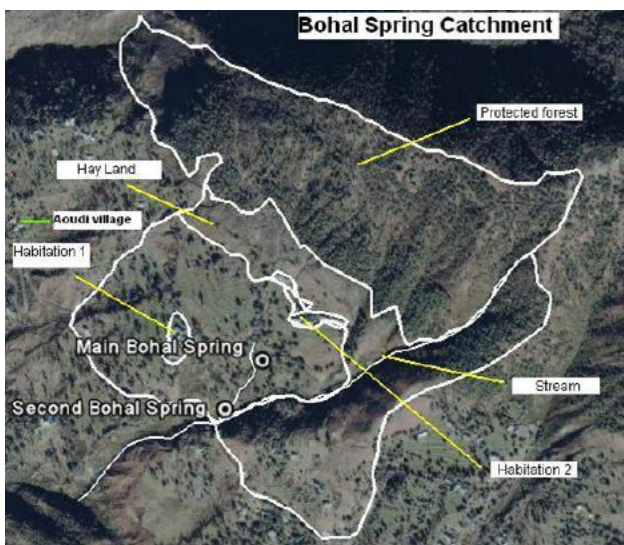 Bohal Spring Catchment
Protected forest
Hay Land
Aoudi village
Habitation 1
Main Bohal Spring
Second Bohal Spring
Stream
Habitation 2